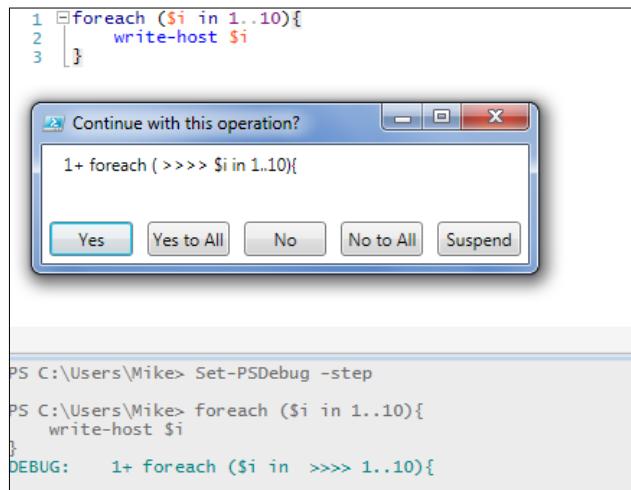 1 foreach ($i in 1..10){
2 write-host $i
3 }
Continue with this operation?
1+ foreach ( >>>> $i in 1..10){
Yes Yes to All No No to All Suspend
PS C:\Users\Mike> Set-PSDebug -step
PS C:\Users\Mike> foreach ($i in 1..10){
write-host $i
}
DEBUG: 1+ foreach ($i in >>>> 1..10){